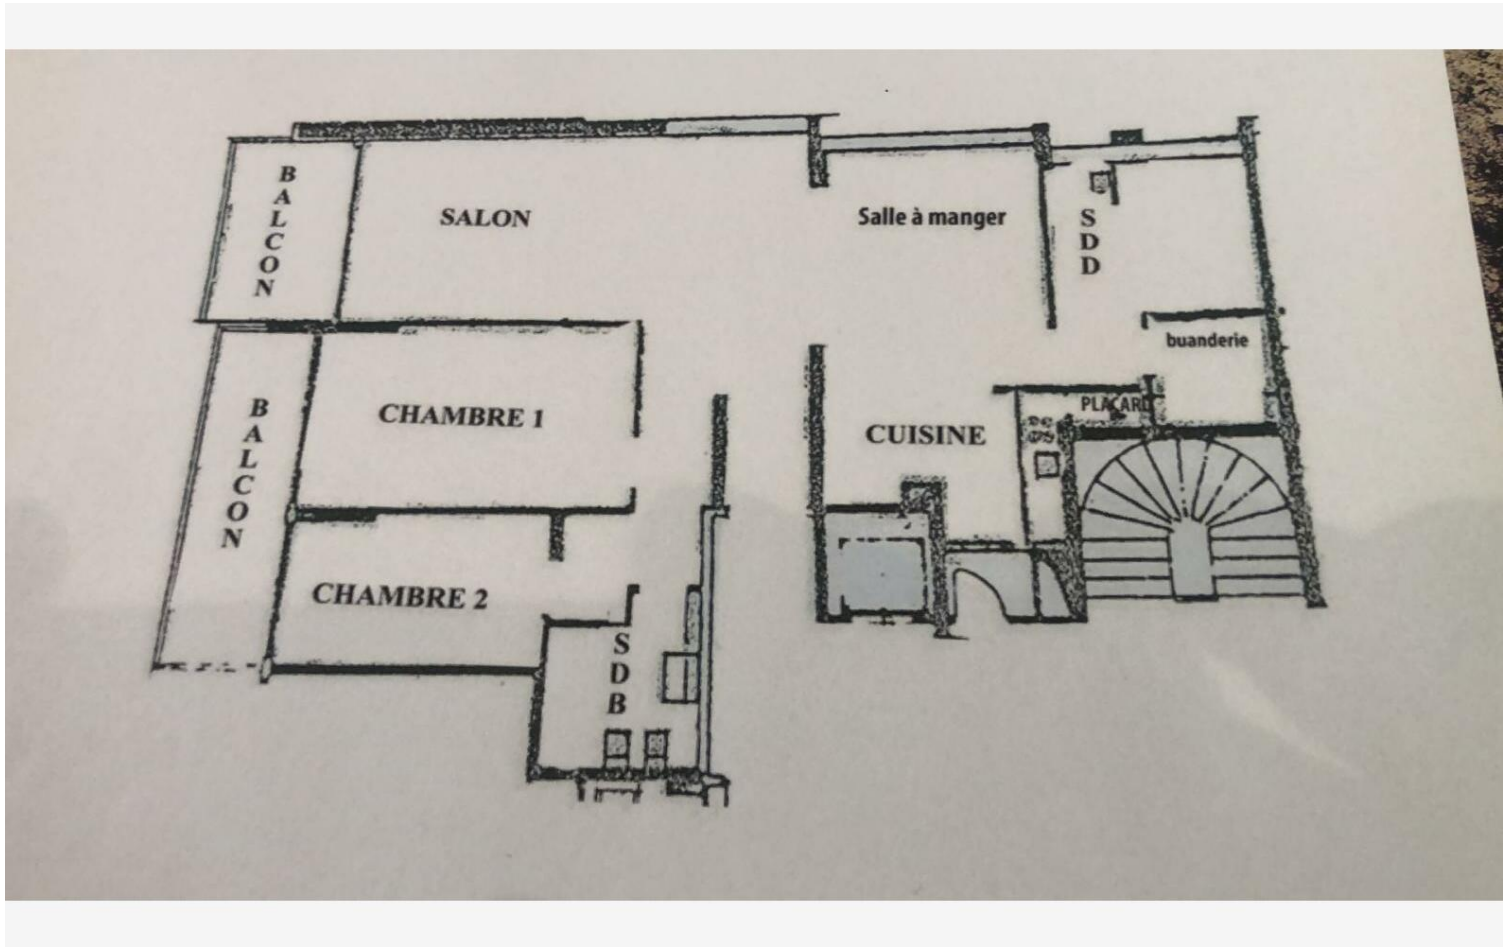 BALCON
SALON
Salle à manger
SDD
buanderie
BALCON
CHAMBRE 1
PLACARD
CUISINE
CHAMBRE 2
SDB